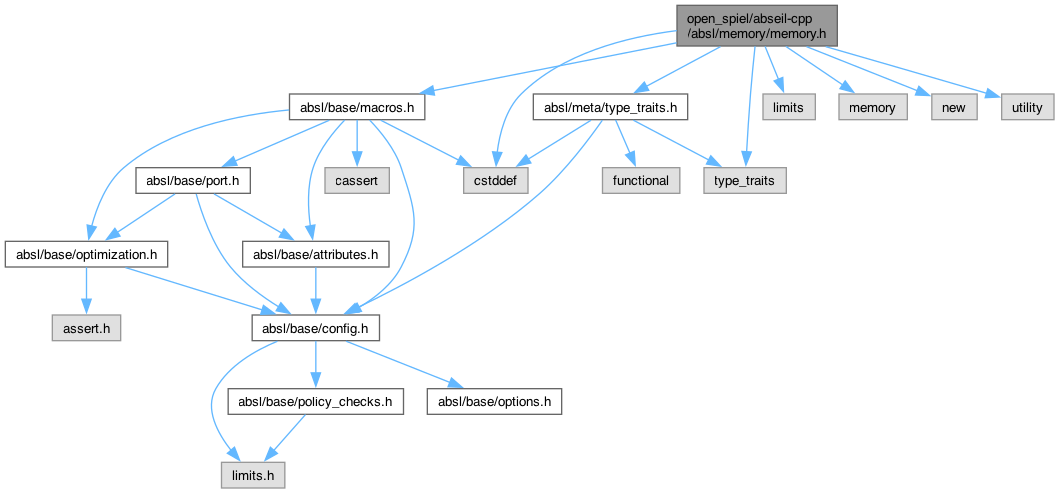 open_spiel/abseil-cpp
/absl/memory/memory.h
absl/base/macros.h
absl/meta/type_traits.h
limits
memory
new
utility
absl/base/port.h
cassert
cstddef
functional
type_traits
absl/base/optimization.h
absl/base/attributes.h
assert.h
absl/base/config.h
absl/base/policy_checks.h
absl/base/options.h
limits.h